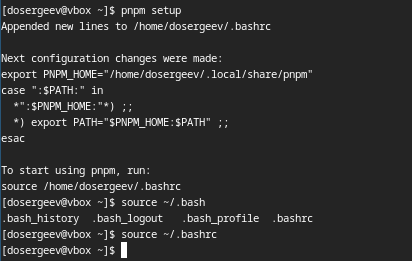 [dosergeev@vbox ~]$ pnpm setup
Appended new lines to /home/dosergeev/.bashrc

Next configuration changes were made:
export PNPM_HOME="/home/dosergeev/.local/share/pnpm"
case ":$PATH:" in
  *":$PNPM_HOME:"*) ;;
  *) export PATH="$PNPM_HOME:$PATH" ;;
esac

To start using pnpm, run:
source /home/dosergeev/.bashrc
[dosergeev@vbox ~]$ source ~/.bash
.bash_history  .bash_logout   .bash_profile  .bashrc
[dosergeev@vbox ~]$ source ~/.bashrc
[dosergeev@vbox ~]$